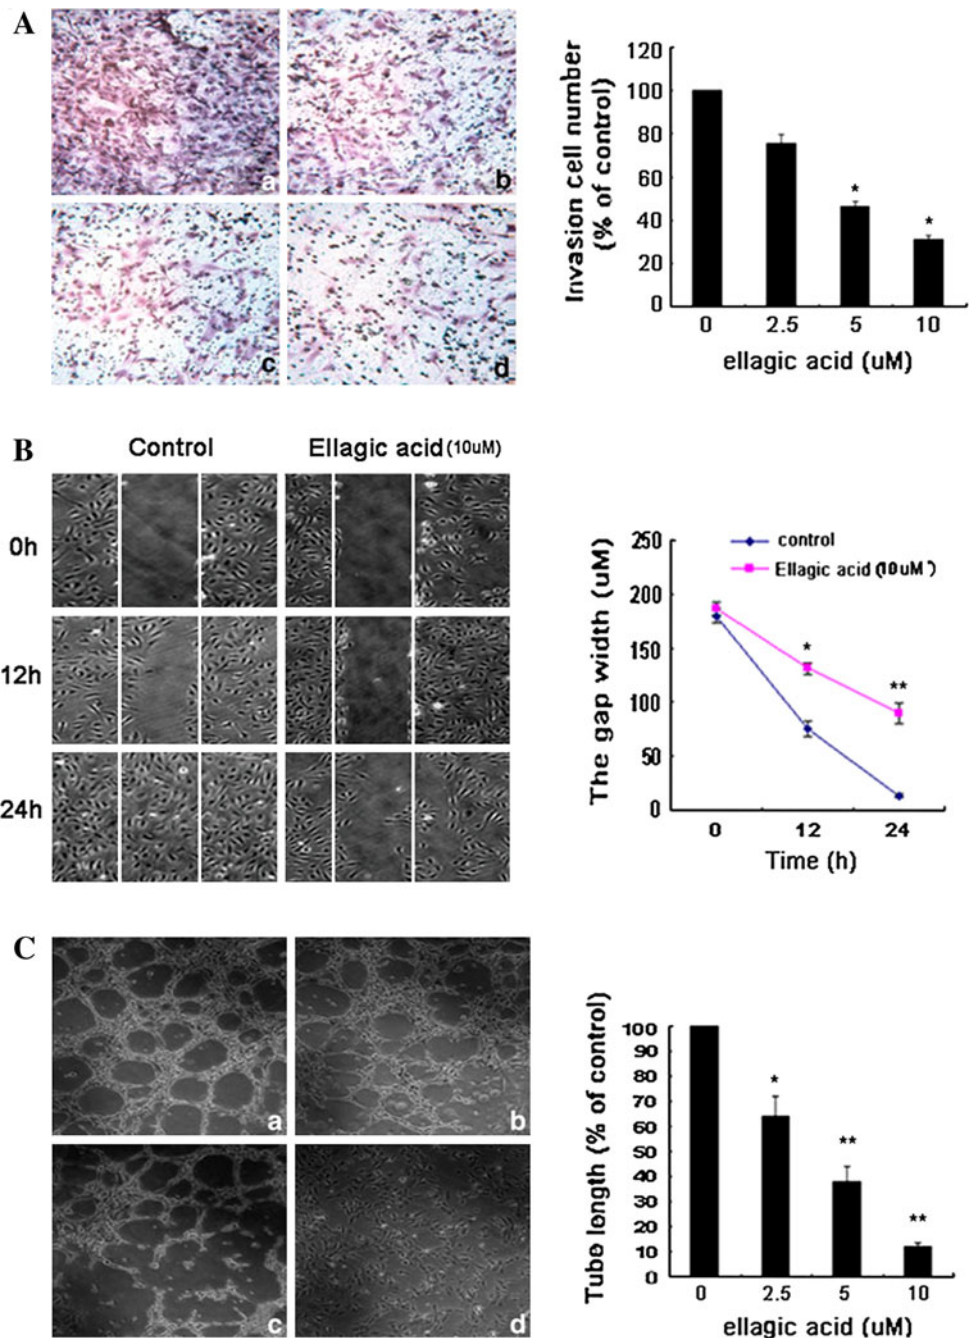 A
a
b
c
d
Invasion cell number
(% of control)
120
100
80
60
40
20
0
*
*
0 2.5 5 10
ellagic acid (uM)
B
Control Ellagic acid (10uM)
0h
12h
24h
The gap width (uM)
250
200
150
100
50
0
control
Ellagic acid (10uM)
*
**
0 12 24
Time (h)
C
a
b
c
d
Tube length (% of control)
100
90
80
70
60
50
40
30
20
10
0
*
**
**
0 2.5 5 10
ellagic acid (uM)